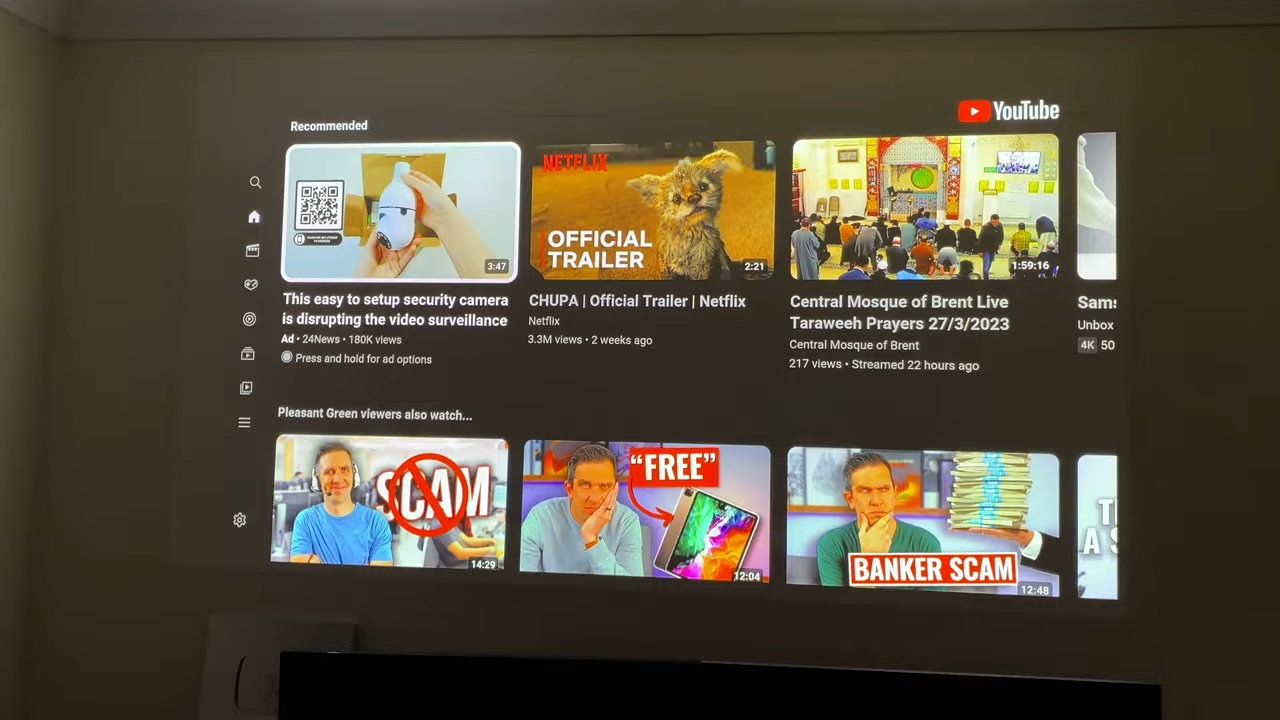 YouTube
Recommended
3:47
NETFLIX
OFFICIAL
TRAILER
2:21
1:59:16
This easy to setup security camera
is disrupting the video surveillance
Ad • 24News • 180K views
Press and hold for ad options
CHUPA | Official Trailer | Netflix
Netflix
3.3M views • 2 weeks ago
Central Mosque of Brent Live
Taraweeh Prayers 27/3/2023
Central Mosque of Brent
217 views • Streamed 22 hours ago
Sams
Unbox
4K 50
Pleasant Green viewers also watch...
SCAM
14:29
"FREE"
12:04
BANKER SCAM
12:48
A S